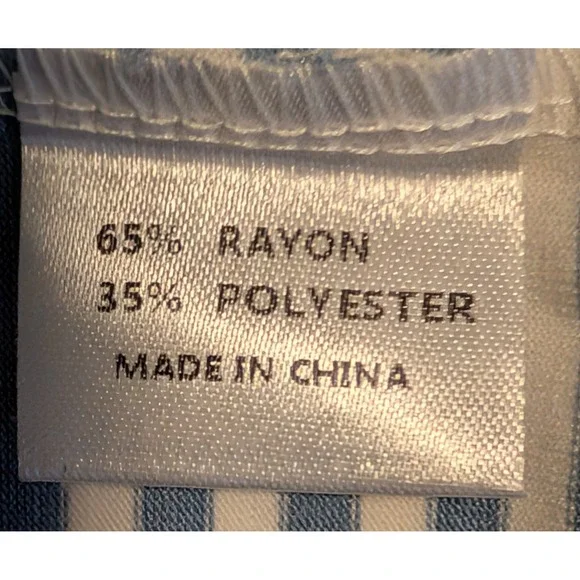 65% RAYON
35% POLYESTER
MADE IN CHINA